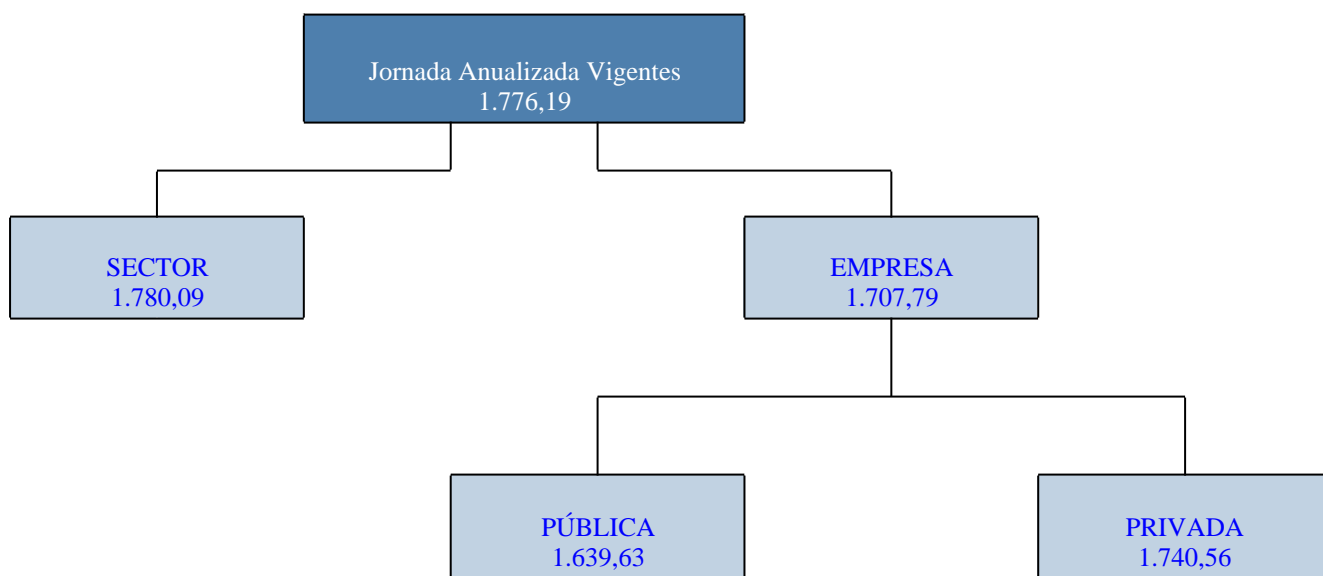 Jornada Anualizada Vigentes
1.776,19
SECTOR
1.780,09
EMPRESA
1.707,79
PÚBLICA
1.639,63
PRIVADA
1.740,56